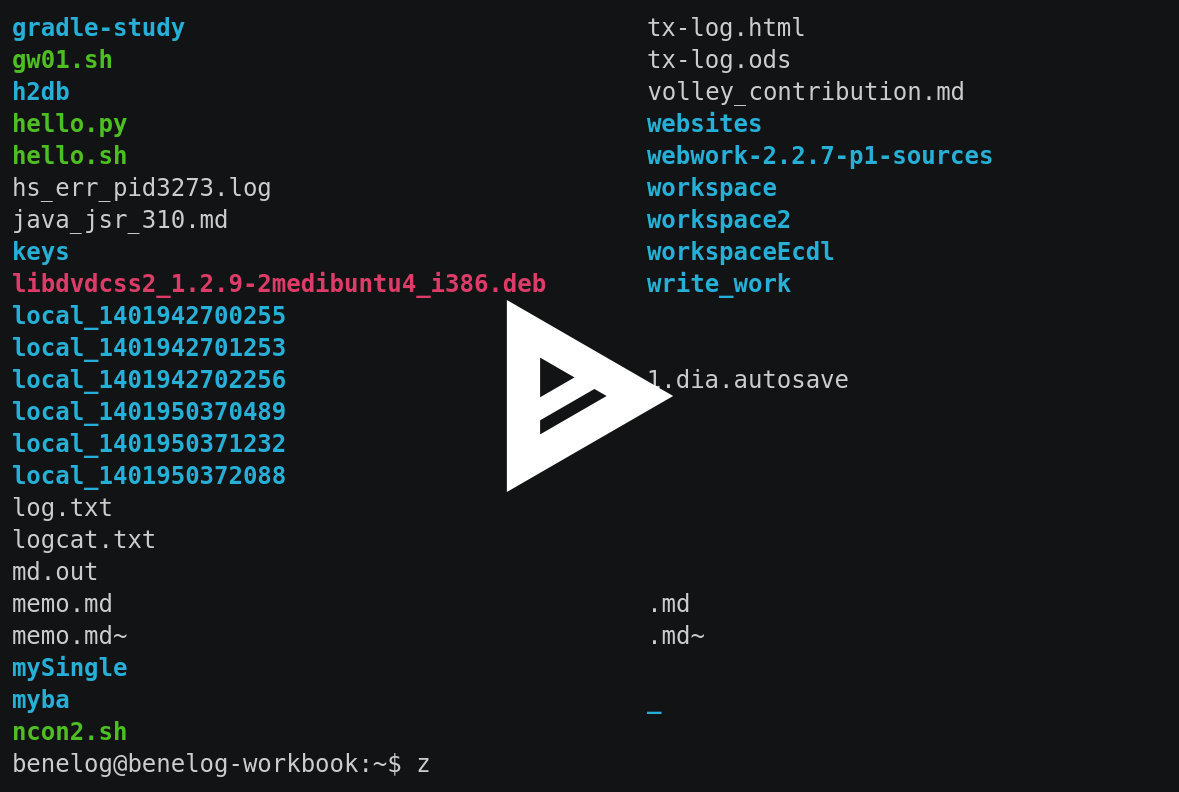 gradle-study tx-log.html
gw01.sh tx-log.ods
h2db volley_contribution.md
hello.py websites
hello.sh webwork-2.2.7-p1-sources
hs_err_pid3273.log workspace
java_jsr_310.md workspace2
keys workspaceEcdl
libdvdcss2_1.2.9-2medibuntu4_i386.deb write_work
local_1401942700255
local_1401942701253
local_1401942702256 1.dia.autosave
local_1401950370489
local_1401950371232
local_1401950372088
log.txt
logcat.txt
md.out
memo.md .md
memo.md~ .md~
mySingle
myba _
ncon2.sh
benelog@benelog-workbook:~$ z